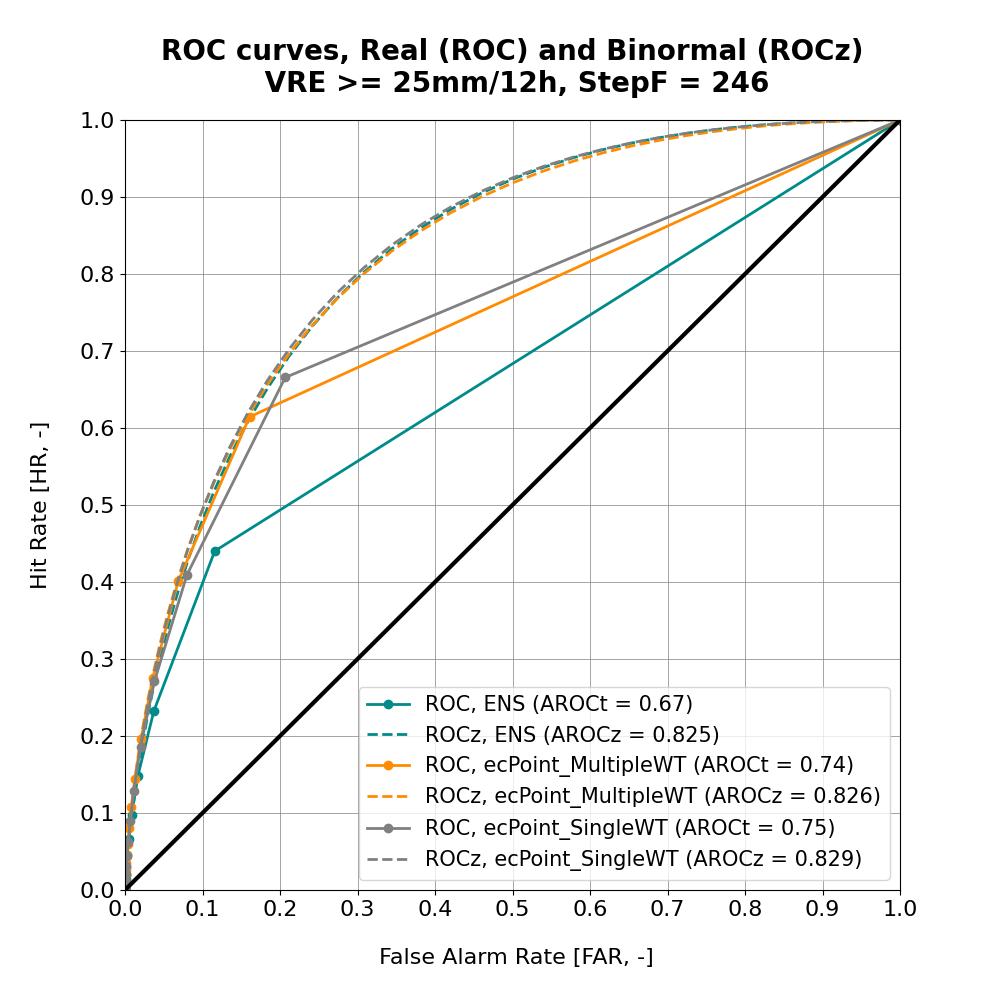 ROC curves, Real (ROC) and Binormal (ROCz)
VRE >= 25mm/12h, StepF = 246
1.0
0.9
0.8
0.7
0.6
0.5
0.4
0.3
0.2
0.1
0.0
Hit Rate [HR, -]
ROC, ENS (AROCt = 0.67)
ROCz, ENS (AROCz = 0.825)
ROC, ecPoint_MultipleWT (AROCt = 0.74)
ROCz, ecPoint_MultipleWT (AROCz = 0.826)
ROC, ecPoint_SingleWT (AROCt = 0.75)
ROCz, ecPoint_SingleWT (AROCz = 0.829)
0.0 0.1 0.2 0.3 0.4 0.5 0.6 0.7 0.8 0.9 1.0
False Alarm Rate [FAR, -]